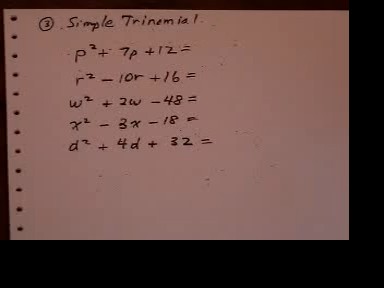 ③ Simple Trinomial.
p² + 7p + 12 =
r² - 10r + 16 =
w² + 2w - 48 =
x² - 3x - 18 =
d² + 4d + 32 =